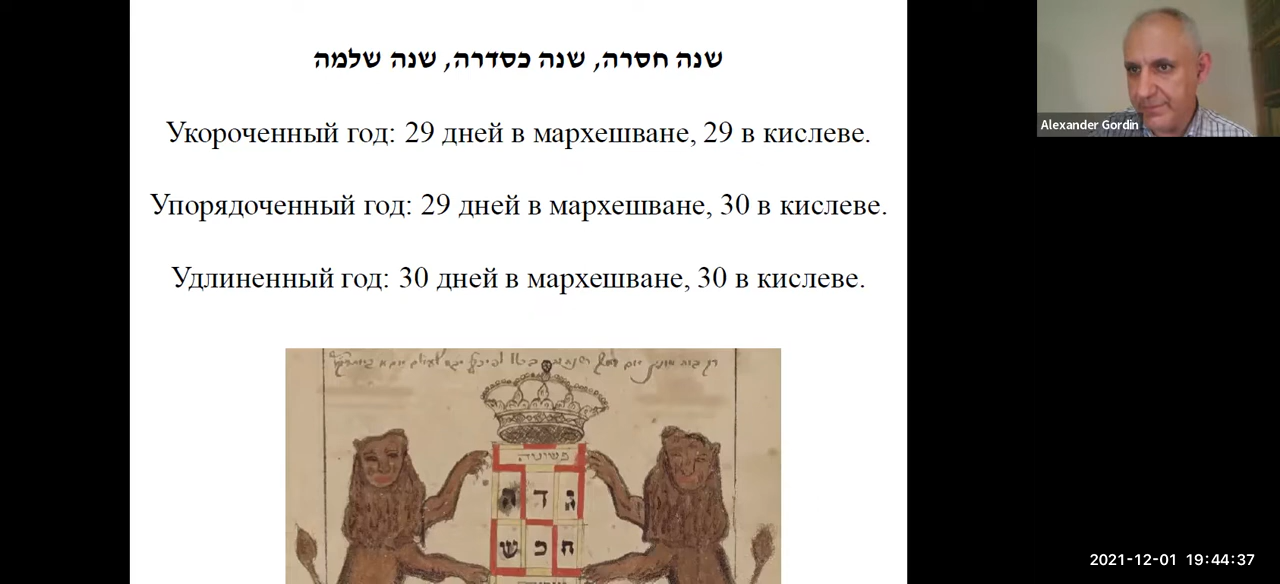 שנה חסרה, שנה כסדרה, שנה שלמה
Укороченный год: 29 дней в мархешване, 29 в кислеве.
Упорядоченный год: 29 дней в мархешване, 30 в кислеве.
Удлиненный год: 30 дней в мархешване, 30 в кислеве.
פשוטה
ג ד ה
ח כ ש
Alexander Gordin
2021-12-01 19:44:37